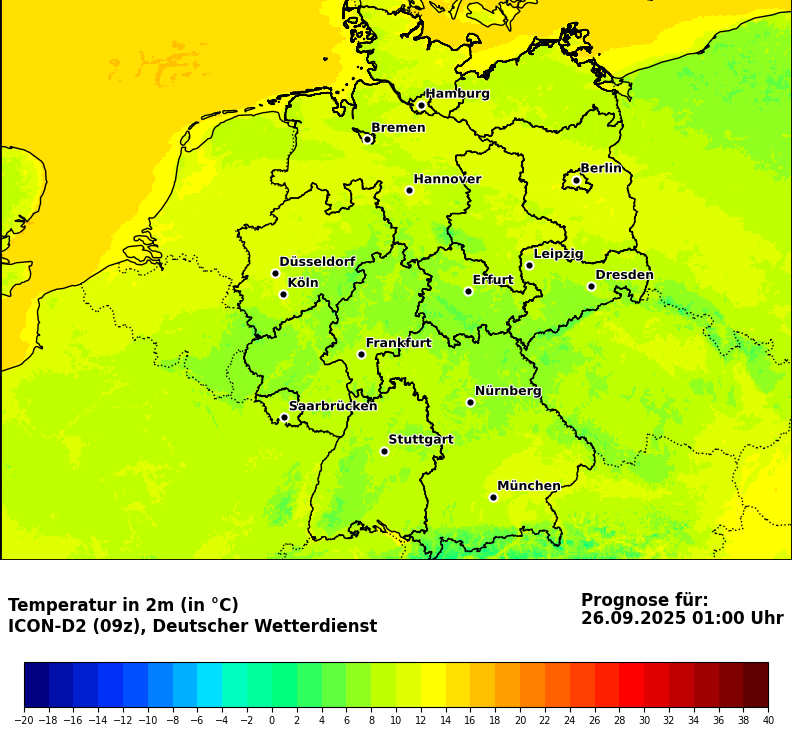 Hamburg
Bremen
Berlin
Hannover
Leipzig
Düsseldorf
Dresden
Erfurt
Köln
Frankfurt
Nürnberg
Saarbrücken
Stuttgart
München
Temperatur in 2m (in °C)
ICON-D2 (09z), Deutscher Wetterdienst
Prognose für:
26.09.2025 01:00 Uhr
−20 −18 −16 −14 −12 −10 −8 −6 −4 −2 0 2 4 6 8 10 12 14 16 18 20 22 24 26 28 30 32 34 36 38 40